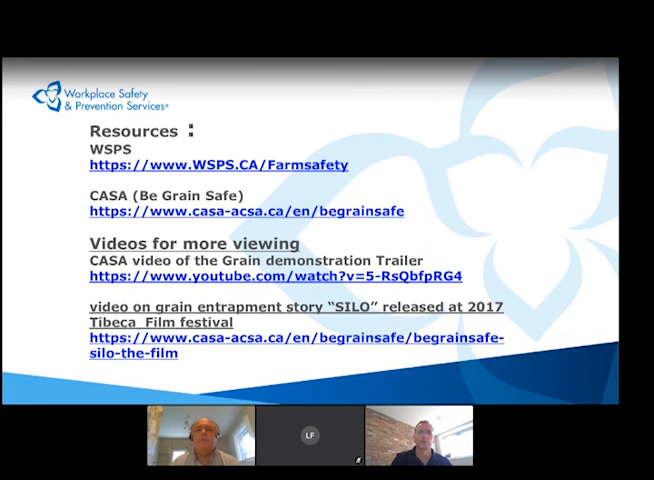 Workplace Safety
& Prevention Services®
Resources :
WSPS
https://www.WSPS.CA/Farmsafety
CASA (Be Grain Safe)
https://www.casa-acsa.ca/en/begrainsafe
Videos for more viewing
CASA video of the Grain demonstration Trailer
https://www.youtube.com/watch?v=5-RsQbfpRG4
video on grain entrapment story “SILO” released at 2017
Tibeca Film festival
https://www.casa-acsa.ca/en/begrainsafe/begrainsafe-
silo-the-film
LF